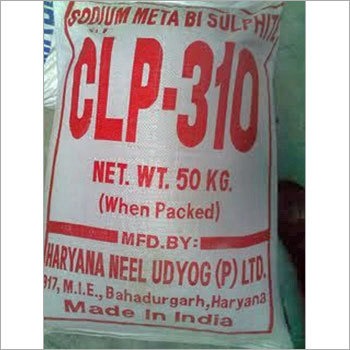 SODIUM META BI SULPHITE
CLP-310
NET. WT. 50 KG.
(When Packed)
MFD.BY:
HARYANA NEEL UDYOG (P) LTD.
917, M.I.E., Bahadurgarh, Haryana
Made in India